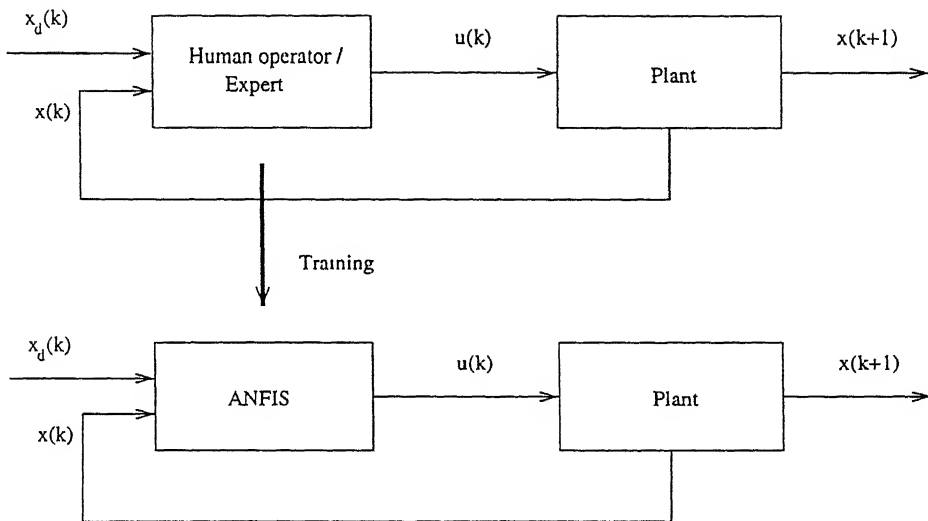 x_d(k)
u(k)
x(k+1)
Human operator /
Expert
Plant
x(k)
Training
x_d(k)
u(k)
x(k+1)
ANFIS
Plant
x(k)